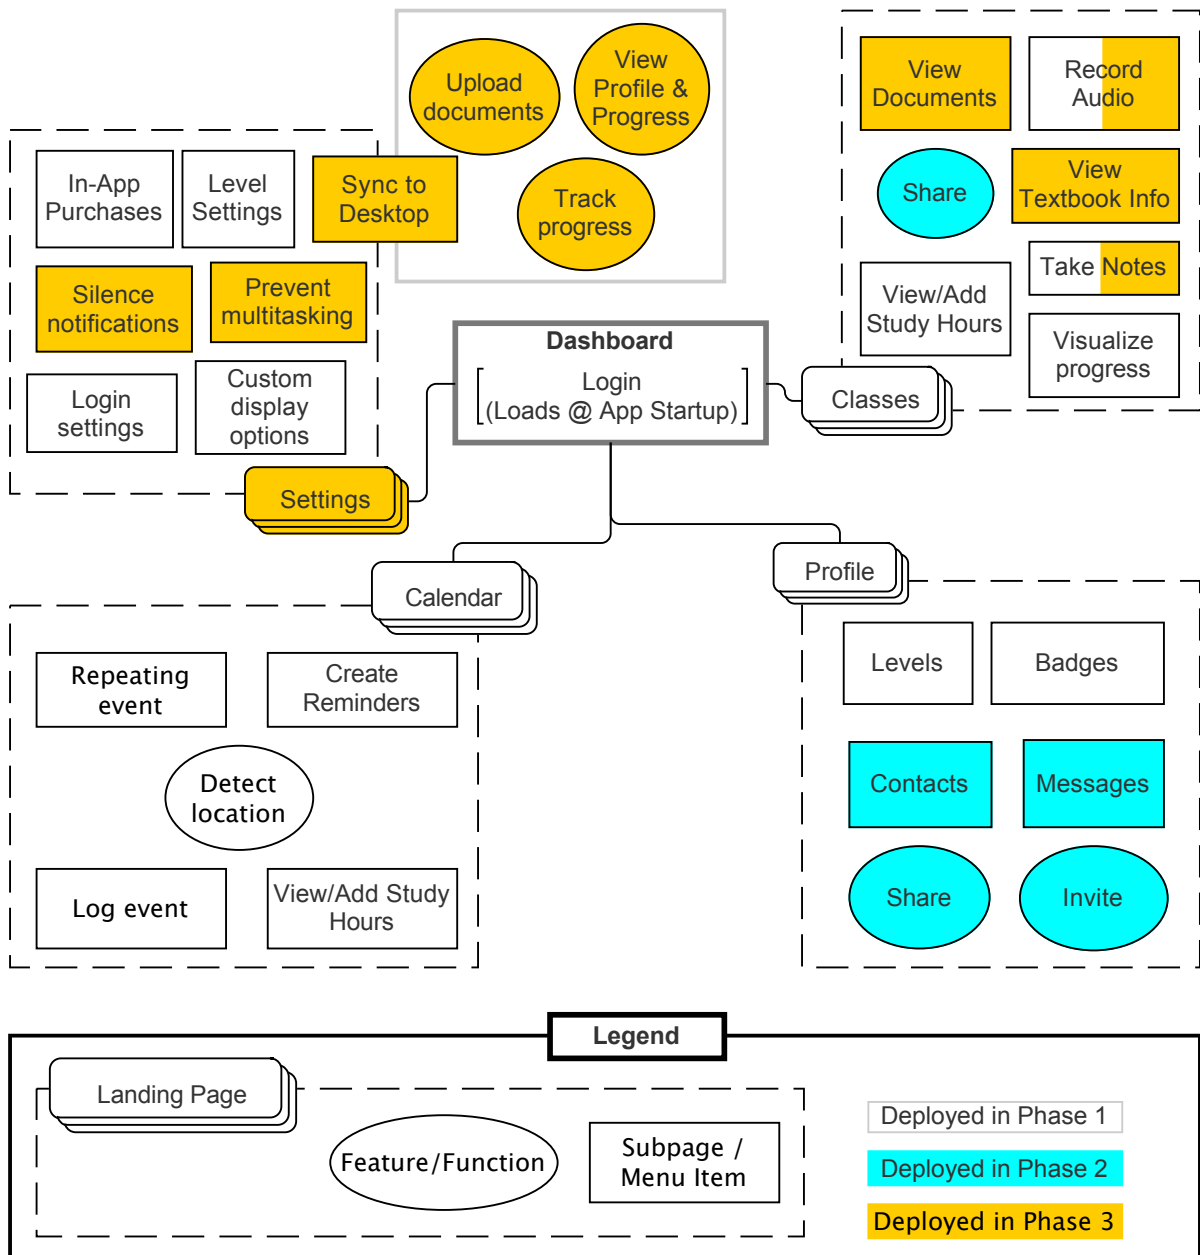 Upload
documents
View
Profile &
Progress
Track
progress
In-App
Purchases
Level
Settings
Sync to
Desktop
Silence
notifications
Prevent
multitasking
Login
settings
Custom
display
options
Settings
View
Documents
Record
Audio
Share
View
Textbook Info
Take Notes
View/Add
Study Hours
Visualize
progress
Classes
Dashboard
Login
(Loads @ App Startup)
Calendar
Repeating
event
Create
Reminders
Detect
location
Log event
View/Add Study
Hours
Profile
Levels
Badges
Contacts
Messages
Share
Invite
Legend
Landing Page
Feature/Function
Subpage /
Menu Item
Deployed in Phase 1
Deployed in Phase 2
Deployed in Phase 3